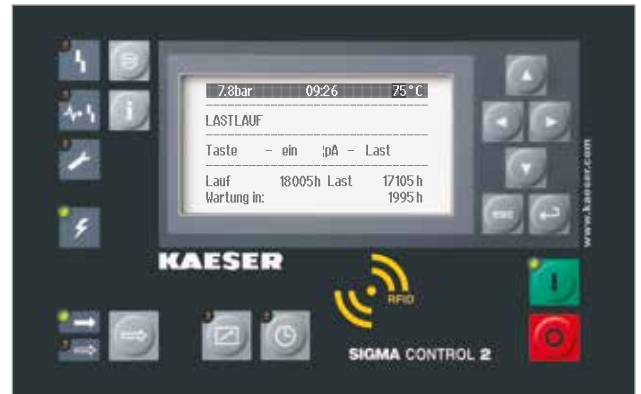 7.8bar 09:26 75°C
LASTLAUF
Taste - ein ¦pA - Last
Lauf 18005h Last 17105h
Wartung in: 1995h
esc
www.kaeser.com
KAESER
RFID
SIGMA CONTROL 2